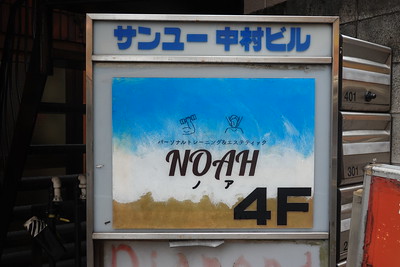 サンユー 中村ビル
パーソナルトレーニング&エステティック
NOAH
ノア
4F
401
301
Diamond